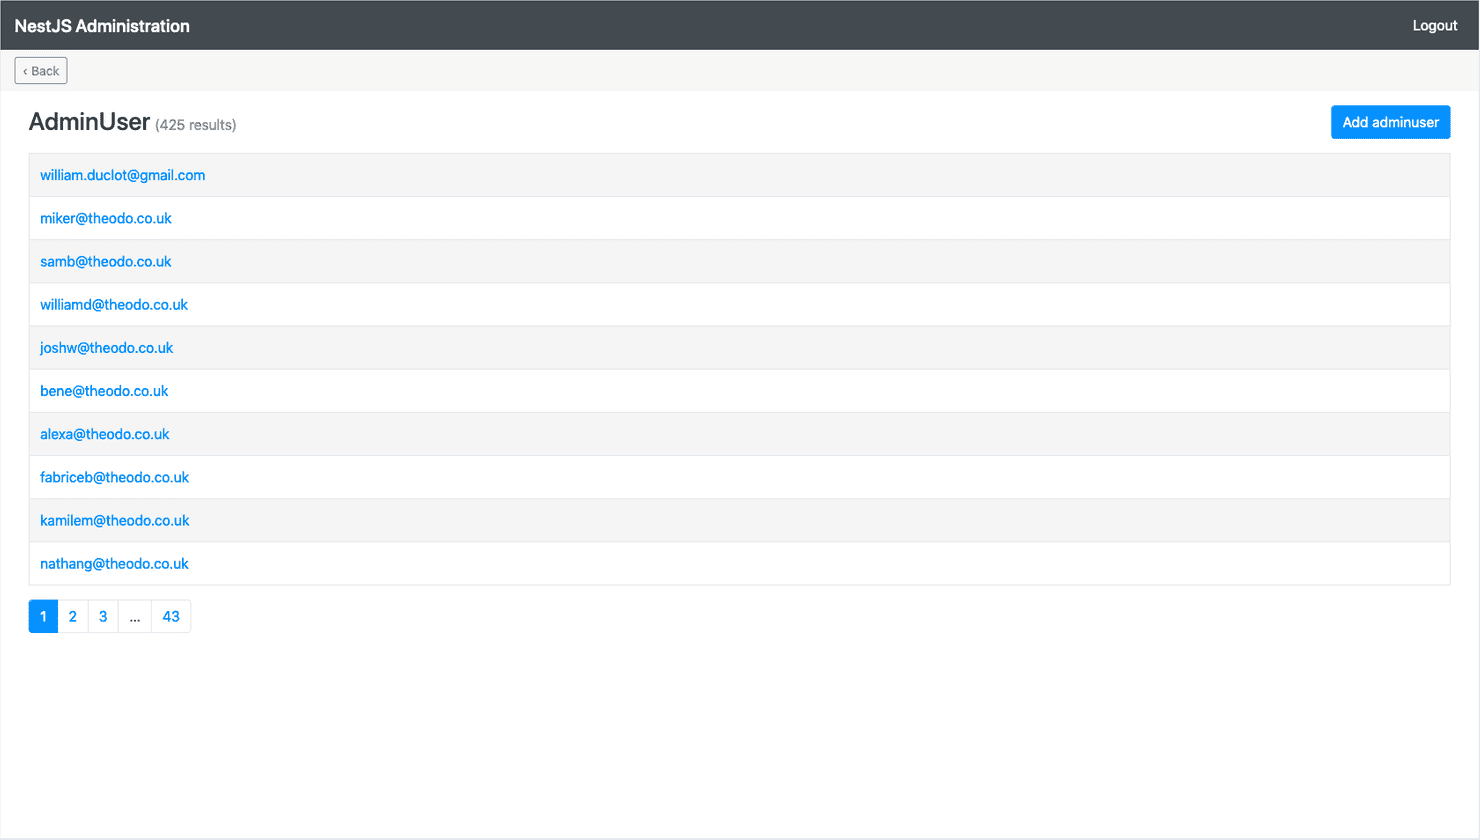 NestJS Administration
Logout
‹ Back
AdminUser (425 results)
Add adminuser
william.duclot@gmail.com
miker@theodo.co.uk
samb@theodo.co.uk
williamd@theodo.co.uk
joshw@theodo.co.uk
bene@theodo.co.uk
alexa@theodo.co.uk
fabriceb@theodo.co.uk
kamilem@theodo.co.uk
nathang@theodo.co.uk
1 2 3 ... 43